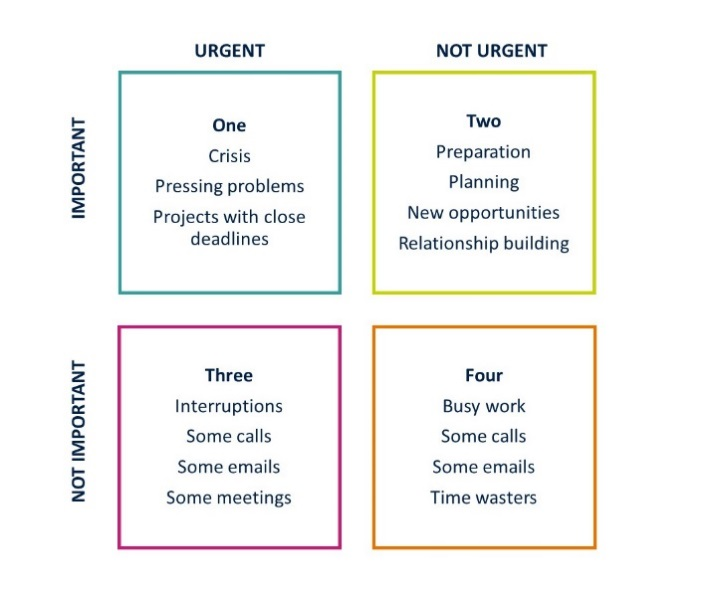 URGENT
NOT URGENT
IMPORTANT
One
Crisis
Pressing problems
Projects with close
deadlines
Two
Preparation
Planning
New opportunities
Relationship building
NOT IMPORTANT
Three
Interruptions
Some calls
Some emails
Some meetings
Four
Busy work
Some calls
Some emails
Time wasters